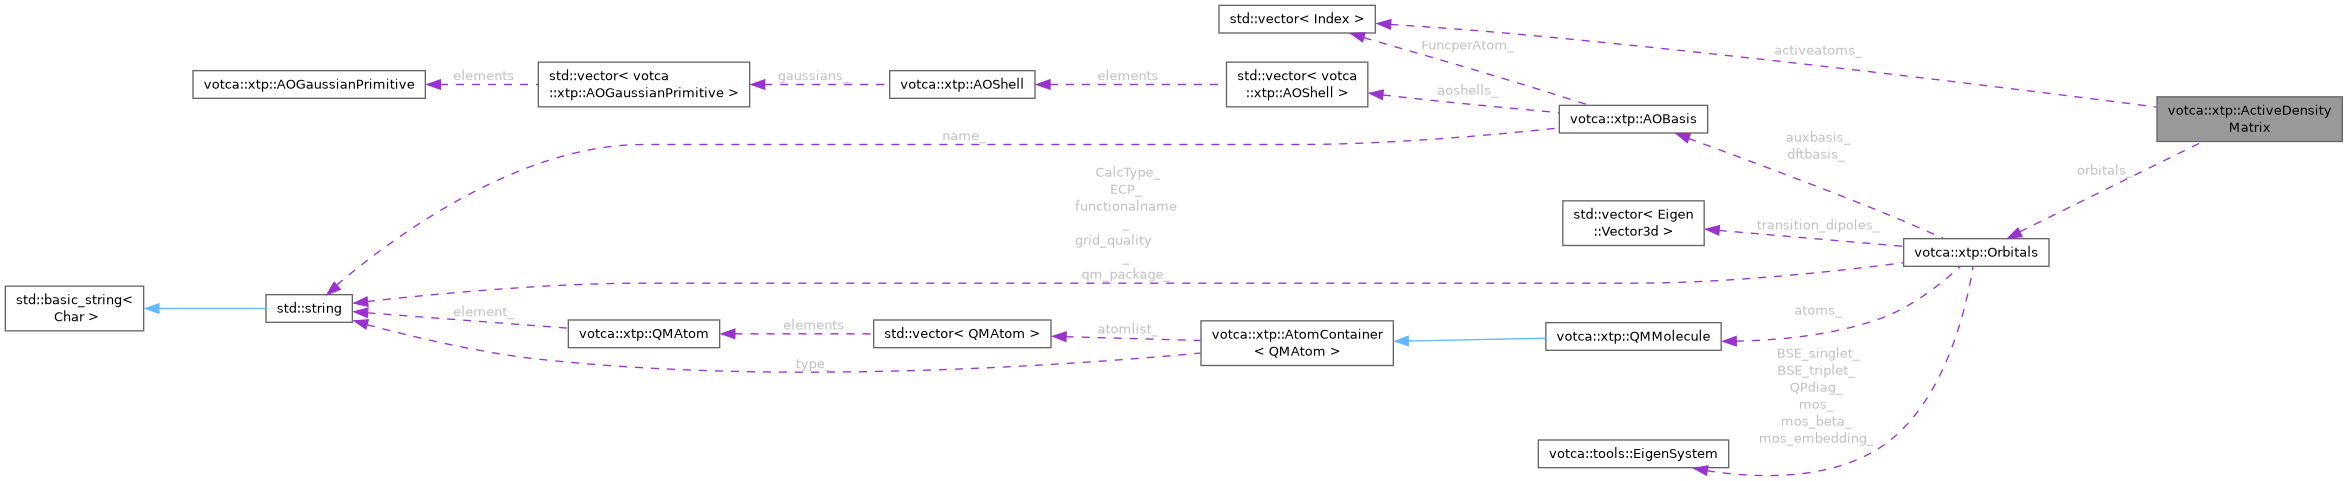 std::vector< Index >
activeatoms_
FuncperAtom_
votca::xtp::AOGaussianPrimitive
elements
std::vector< votca
::xtp::AOGaussianPrimitive >
gaussians_
votca::xtp::AOShell
elements
std::vector< votca
::xtp::AOShell >
aoshells_
votca::xtp::AOBasis
votca::xtp::ActiveDensity
Matrix
name_
auxbasis_
dftbasis_
orbitals_
CalcType_
ECP_
functionalname
_
grid_quality
_
qm_package_
std::vector< Eigen
::Vector3d >
transition_dipoles_
votca::xtp::Orbitals
std::basic_string<
Char >
std::string
element_
votca::xtp::QMAtom
elements
std::vector< QMAtom >
atomlist_
votca::xtp::AtomContainer
< QMAtom >
votca::xtp::QMMolecule
atoms_
type_
BSE_singlet_
BSE_triplet_
QPdiag_
mos_
mos_beta_
mos_embedding_
votca::tools::EigenSystem